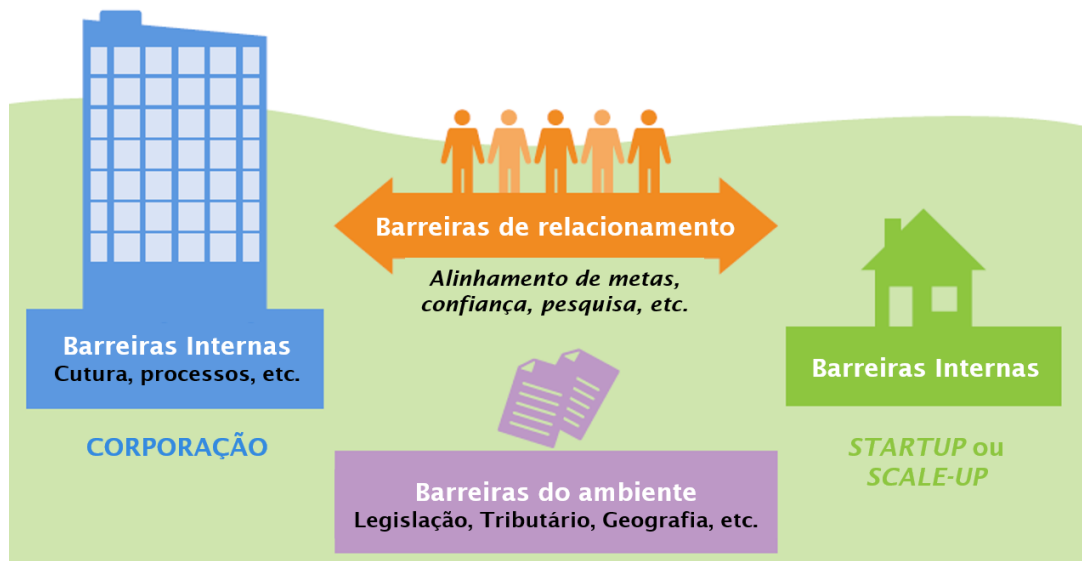 Barreiras de relacionamento
Alinhamento de metas,
confiança, pesquisa, etc.
Barreiras Internas
Cutura, processos, etc.
CORPORAÇÃO
Barreiras Internas
STARTUP ou
SCALE-UP
Barreiras do ambiente
Legislação, Tributário, Geografia, etc.